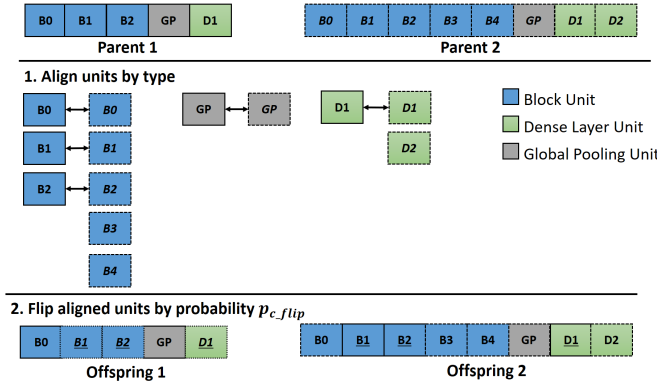 B0 B1 B2 GP D1
B0 B1 B2 B3 B4 GP D1 D2
Parent 1
Parent 2
1. Align units by type
B0 B0
GP GP
D1 D1
Block Unit
B1 B1
D2
Dense Layer Unit
Global Pooling Unit
B2 B2
B3
B4
2. Flip aligned units by probability p_{c_flip}
B0 B1 B2 GP D1
B0 B1 B2 B3 B4 GP D1 D2
Offspring 1
Offspring 2